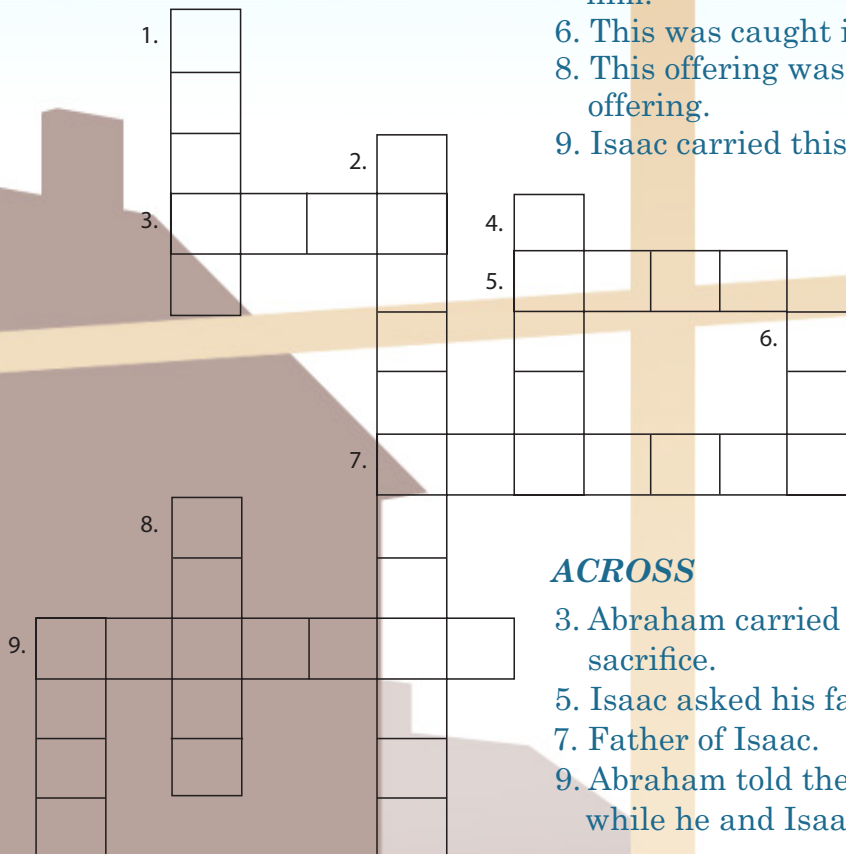 him.
6. This was caught i
8. This offering was
offering.
9. Isaac carried this
1.
2.
3.
4.
5.
6.
7.
8.
9.
ACROSS
3. Abraham carried
sacrifice.
5. Isaac asked his fa
7. Father of Isaac.
9. Abraham told the
while he and Isaa